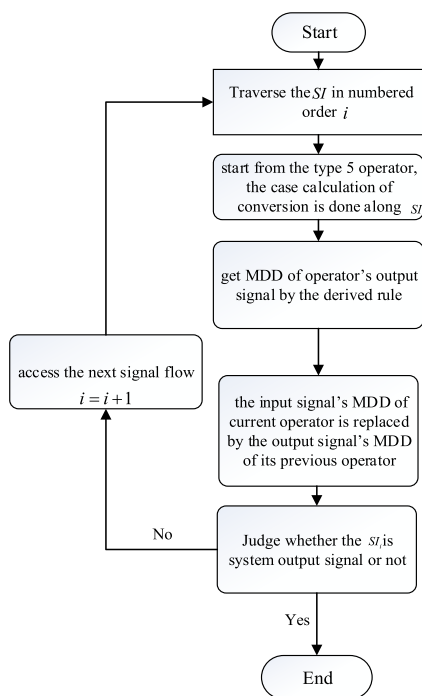 Start
Traverse the SI in numbered
order i
start from the type 5 operator,
the case calculation of
conversion is done along SI
get MDD of operator's output
signal by the derived rule
access the next signal flow
i = i + 1
the input signal's MDD of
current operator is replaced
by the output signal's MDD
of its previous operator
No
Judge whether the SIᵢ is
system output signal or not
Yes
End